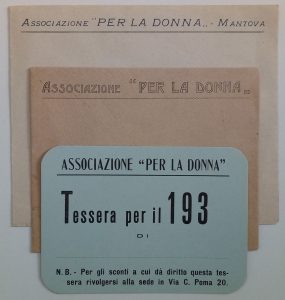 ASSOCIAZIONE "PER LA DONNA„ - MANTOVA
ASSOCIAZIONE "PER LA DONNA„
ASSOCIAZIONE "PER LA DONNA"
Tessera per il 193
DI
N. B. - Per gli sconti a cui dà diritto questa tes-
sera rivolgersi alla sede in Via C. Poma 20.